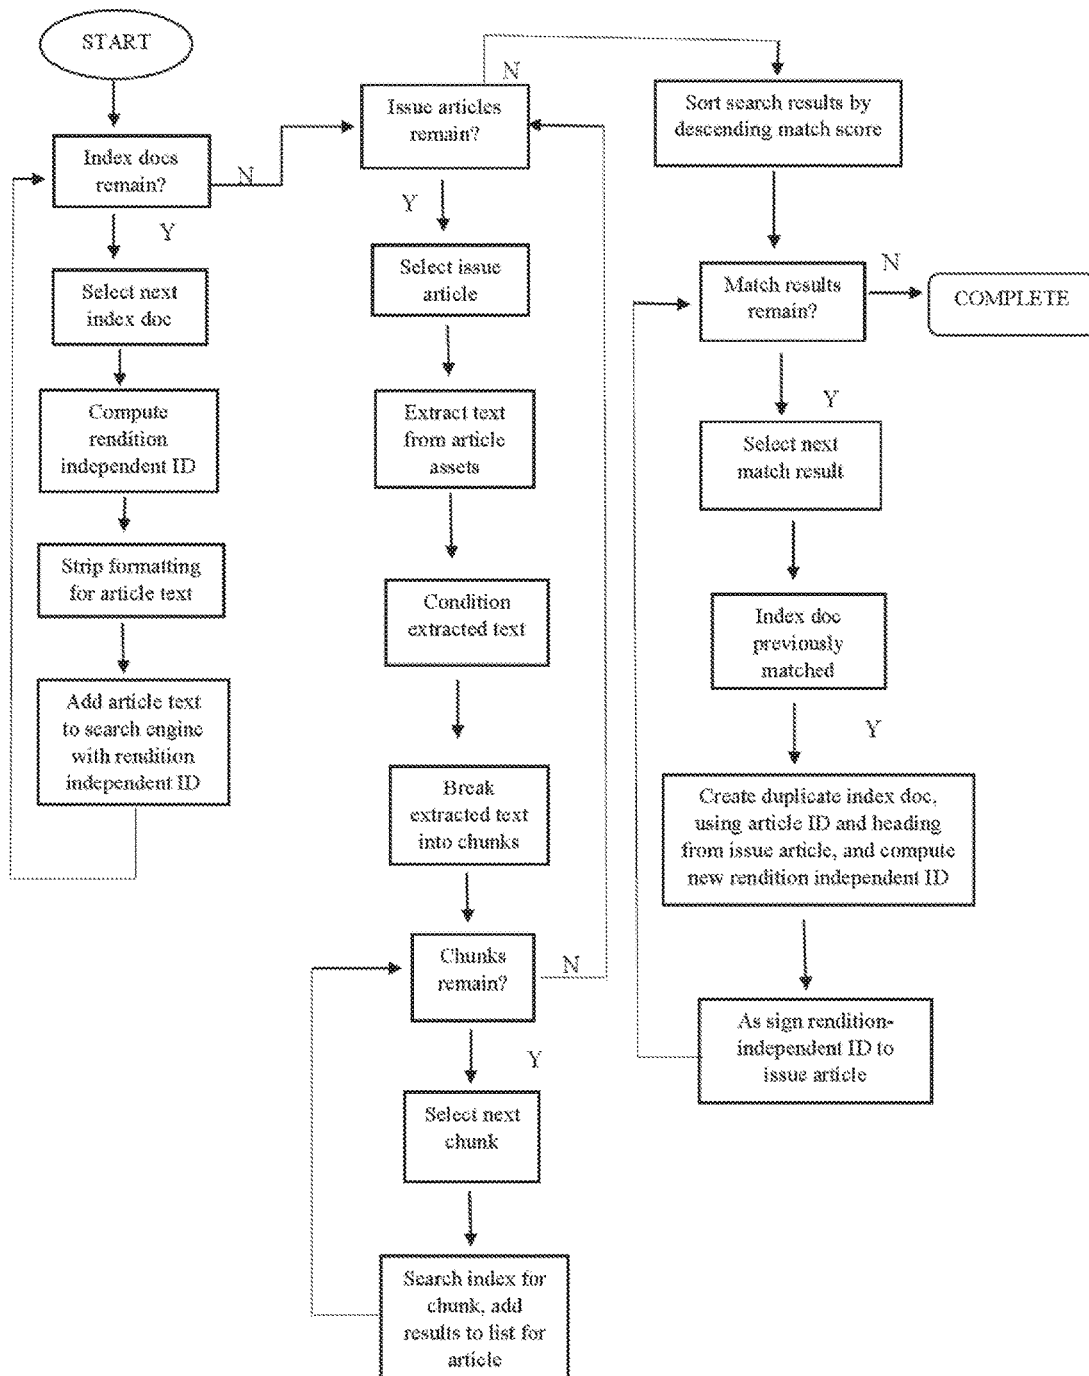 START
Index docs
remain?
N
Y
Select next
index doc
Compute
rendition
independent ID
Strip formatting
for article text
Add article text
to search engine
with rendition
independent ID
Issue articles
remain?
N
Y
Select issue
article
Extract text
from article
assets
Condition
extracted text
Break
extracted text
into chunks
Chunks
remain?
N
Y
Select next
chunk
Search index for
chunk, add
results to list for
article
Sort search results by
descending match score
Match results
remain?
N
COMPLETE
Y
Select next
match result
Index doc
previously
matched
Y
Create duplicate index doc,
using article ID and heading
from issue article, and compute
new rendition independent ID
As sign rendition-
independent ID to
issue article